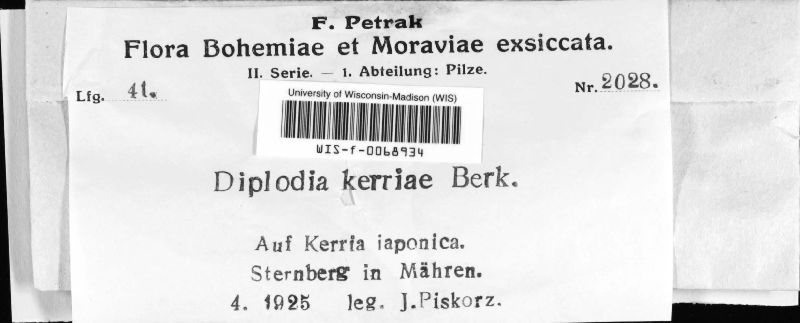 F. Petrak
Flora Bohemiae et Moraviae exsiccata.
II. Serie. — 1. Abteilung: Pilze.
Lfg. 41.
Nr. 2028.
University of Wisconsin-Madison (WIS)
WIS-f-0068934
Diplodia kerriae Berk.
Auf Kerria iaponica.
Sternberg in Mähren.
4. 1925 leg. J.Piskorz.